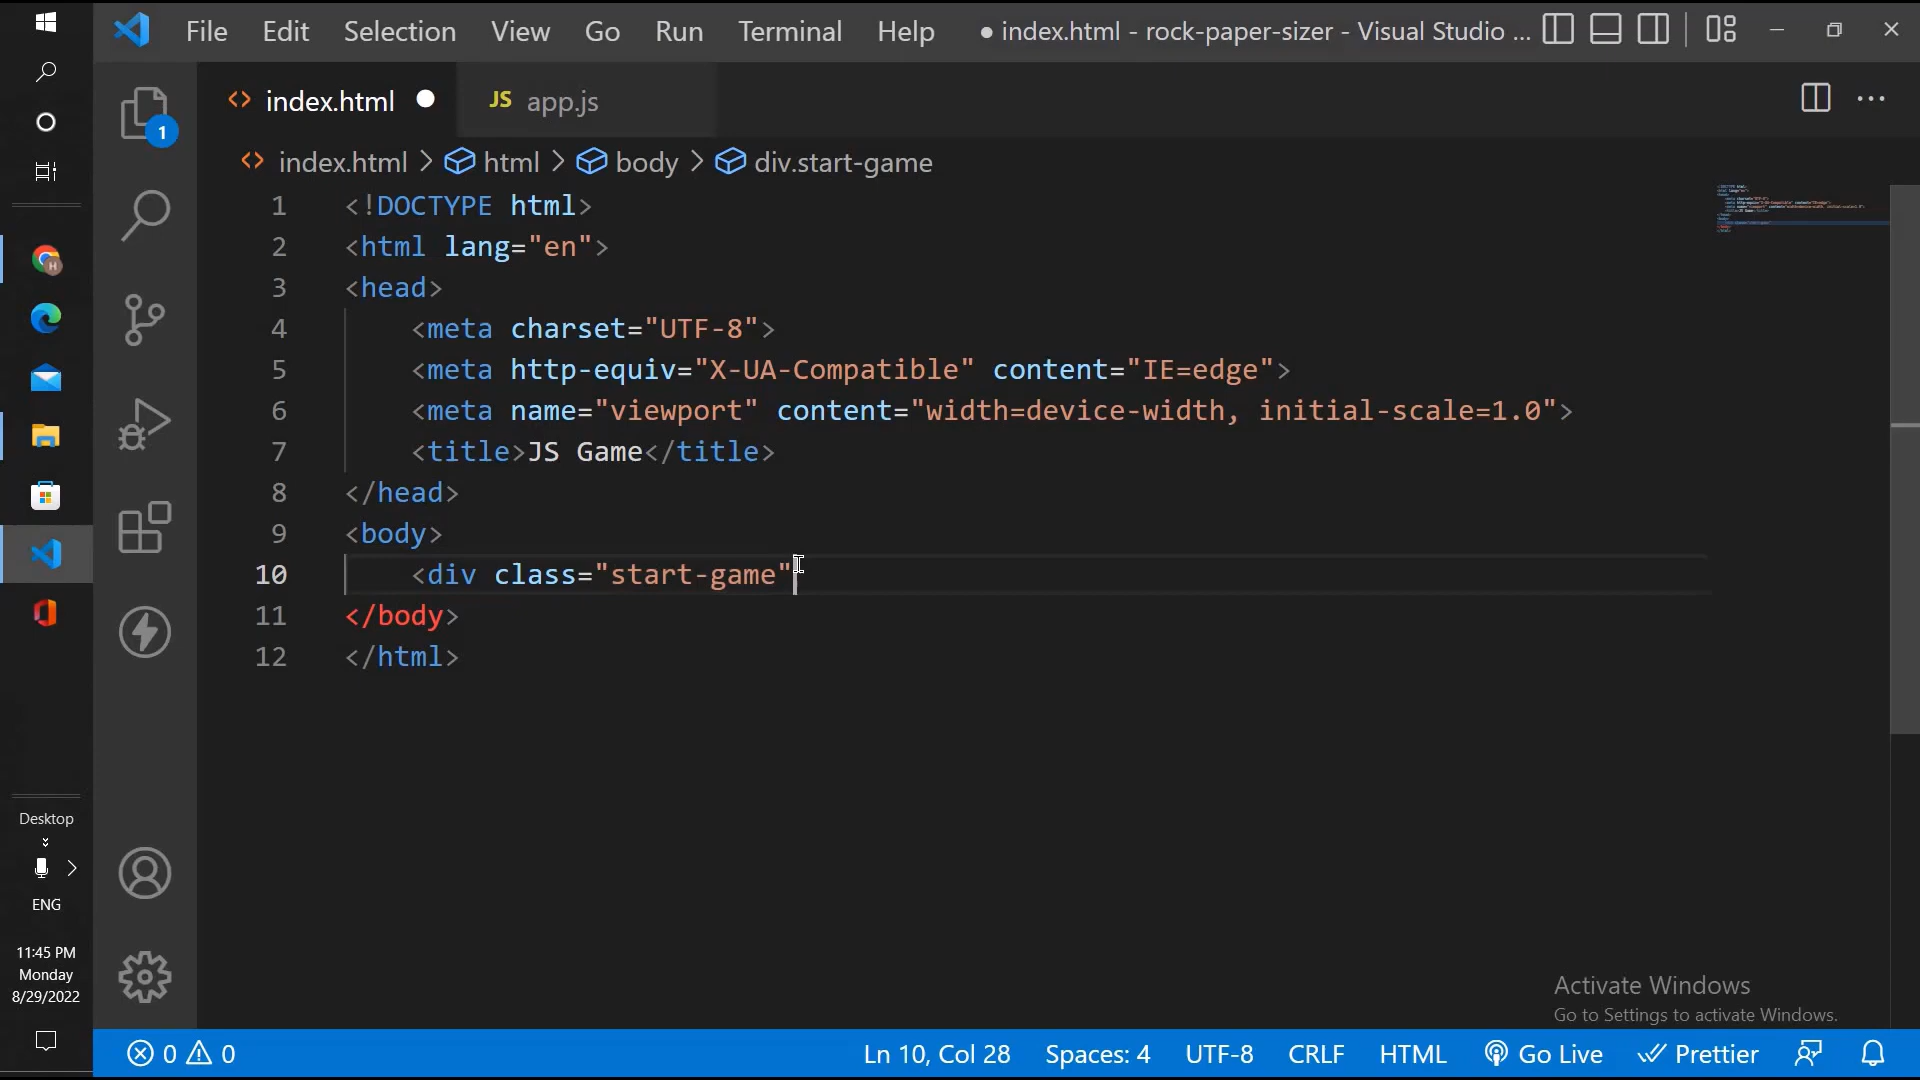 File Edit Selection View Go Run Terminal Help ● index.html - rock-paper-sizer - Visual Studio ...
index.html ● JS app.js
1
index.html > html > body > div.start-game
1 <!DOCTYPE html>
2 <html lang="en">
3 <head>
4 <meta charset="UTF-8">
5 <meta http-equiv="X-UA-Compatible" content="IE=edge">
6 <meta name="viewport" content="width=device-width, initial-scale=1.0">
7 <title>JS Game</title>
8 </head>
9 <body>
10 <div class="start-game"
11 </body>
12 </html>
Desktop
ENG
11:45 PM
Monday
8/29/2022
Activate Windows
Go to Settings to activate Windows.
0 0 Ln 10, Col 28 Spaces: 4 UTF-8 CRLF HTML Go Live Prettier